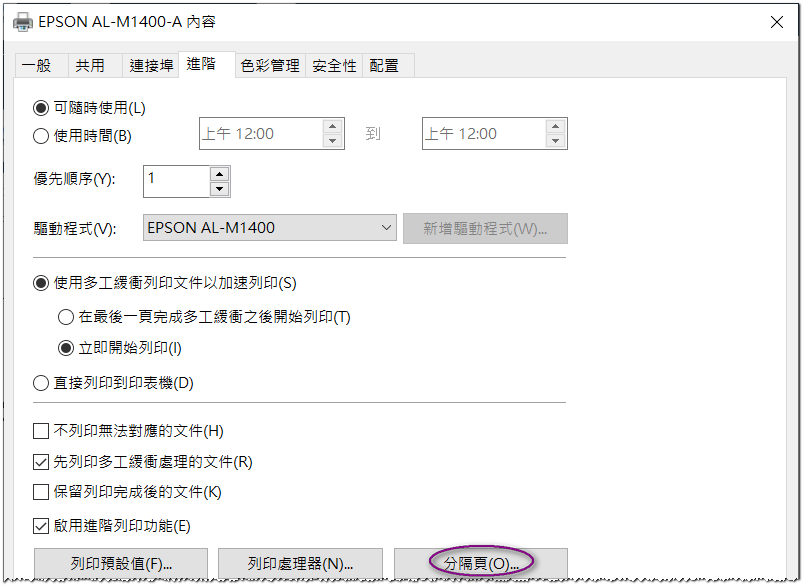 EPSON AL-M1400-A 內容
一般 共用 連接埠 進階 色彩管理 安全性 配置
可隨時使用(L)
使用時間(B) 上午 12:00 到 上午 12:00
優先順序(Y): 1
驅動程式(V): EPSON AL-M1400 新增驅動程式(W)...
使用多工緩衝列印文件以加速列印(S)
在最後一頁完成多工緩衝之後開始列印(T)
立即開始列印(I)
直接列印到印表機(D)
不列印無法對應的文件(H)
先列印多工緩衝處理的文件(R)
保留列印完成後的文件(K)
啟用進階列印功能(E)
列印預設值(F)... 列印處理器(N)... 分隔頁(O)...